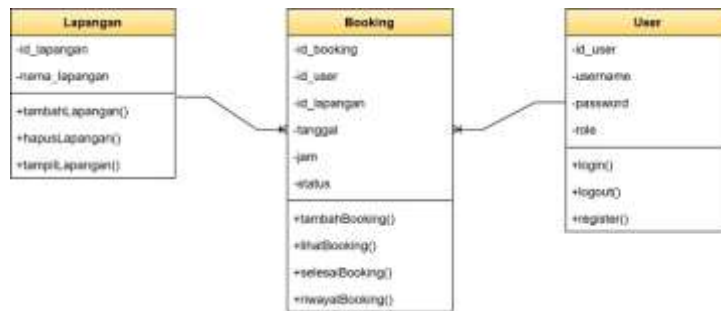 Lapangan
-id_lapangan
-nama_lapangan
+tambahLapangan()
+hapusLapangan()
+tampilLapangan()
Booking
-id_booking
-id_user
-id_lapangan
-tanggal
-jam
-status
+tambahBooking()
+lihatBooking()
+selesaiBooking()
+riwayatBooking()
User
-id_user
-username
-password
-role
+login()
+logout()
+register()